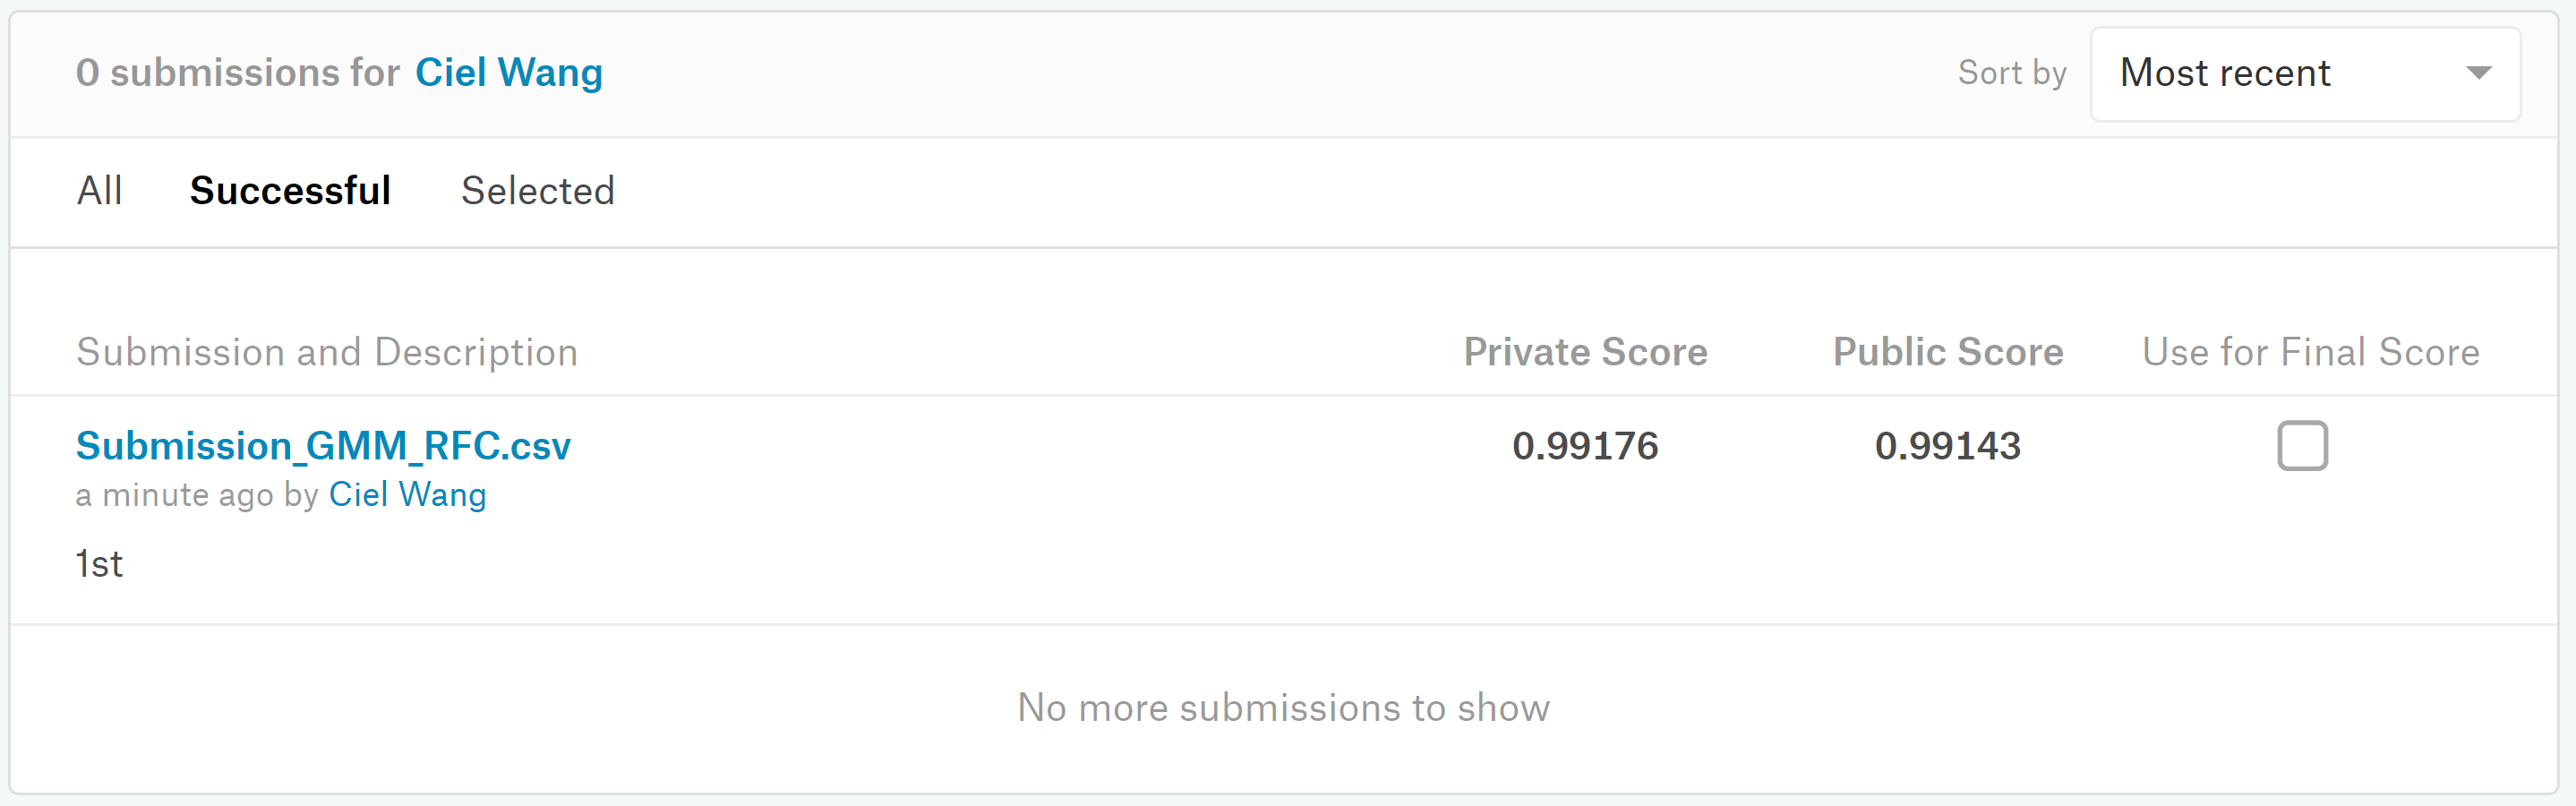 0 submissions for Ciel Wang
Sort by Most recent
All Successful Selected
Submission and Description Private Score Public Score Use for Final Score
Submission_GMM_RFC.csv 0.99176 0.99143
a minute ago by Ciel Wang
1st
No more submissions to show